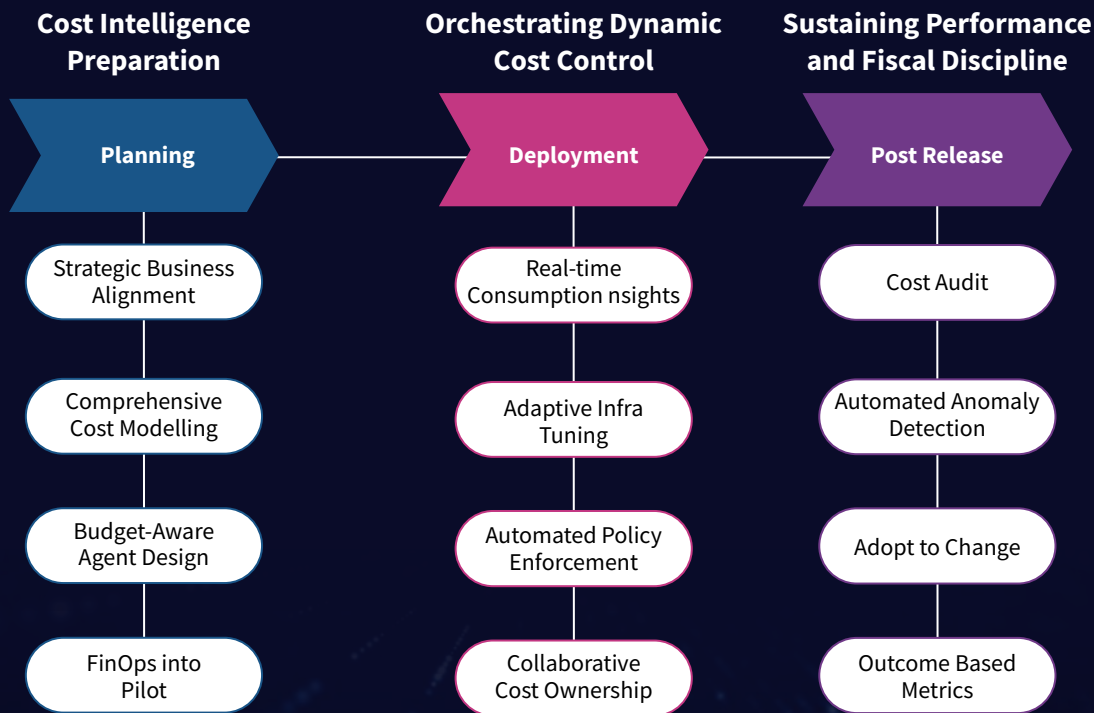 Cost Intelligence
Preparation
Orchestrating Dynamic
Cost Control
Sustaining Performance
and Fiscal Discipline
Planning
Deployment
Post Release
Strategic Business
Alignment
Comprehensive
Cost Modelling
Budget-Aware
Agent Design
FinOps into
Pilot
Real-time
Consumption nsights
Adaptive Infra
Tuning
Automated Policy
Enforcement
Collaborative
Cost Ownership
Cost Audit
Automated Anomaly
Detection
Adopt to Change
Outcome Based
Metrics